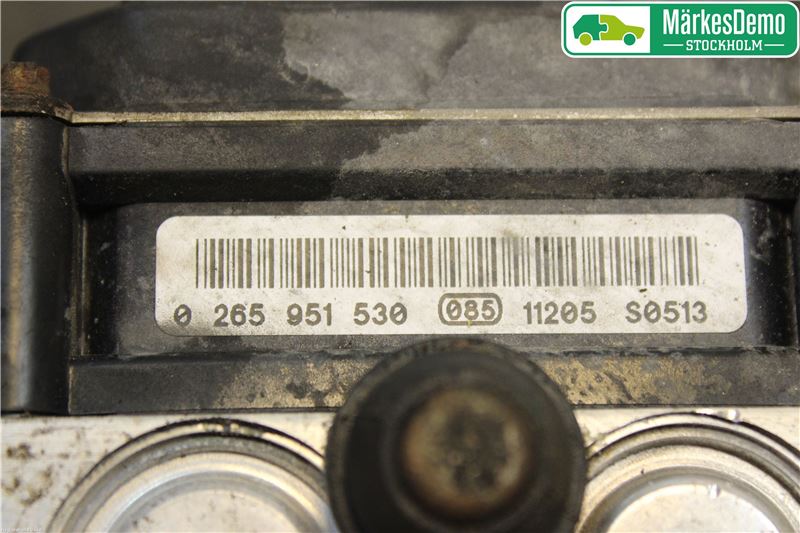 MärkesDemo
STOCKHOLM
0 265 951 530 085 11205 S0513